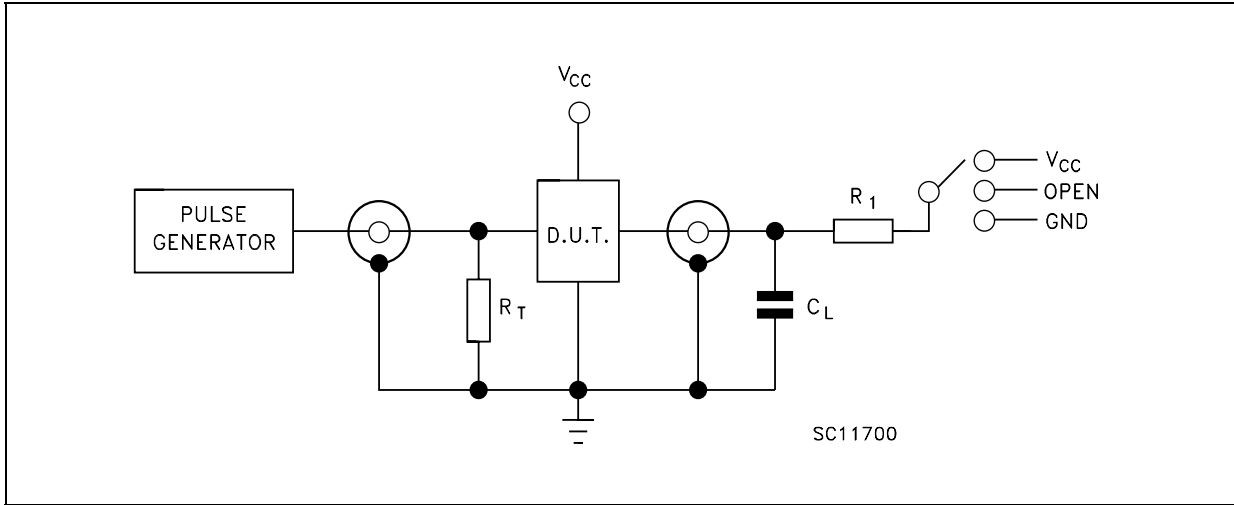 VCC
PULSE
GENERATOR
D.U.T.
RT
CL
R1
VCC
OPEN
GND
SC11700